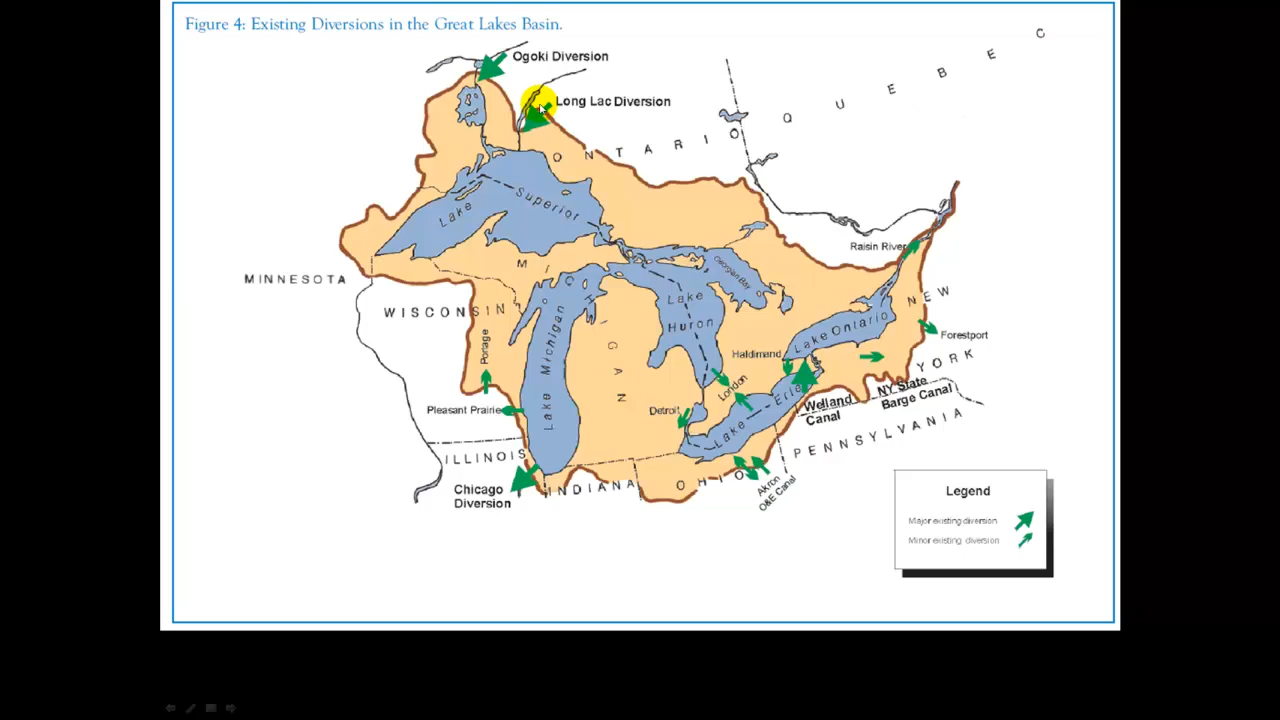 Figure 4: Existing Diversions in the Great Lakes Basin.
Ogoki Diversion
Long Lac Diversion
ONTARIO
QUEBEC
Lake Superior
Raisin River
Georgian Bay
MINNESOTA
MICHIGAN
NEW YORK
WISCONSIN
Lake Huron
Lake Ontario
Forestport
Portage
Lake Michigan
Haldimand
London
Lake Erie
NY State
Barge Canal
Welland
Canal
Pleasant Prairie
Detroit
PENNSYLVANIA
ILLINOIS
INDIANA
OHIO
Akron
O&E Canal
Chicago
Diversion
Legend
Major existing diversion
Minor existing diversion